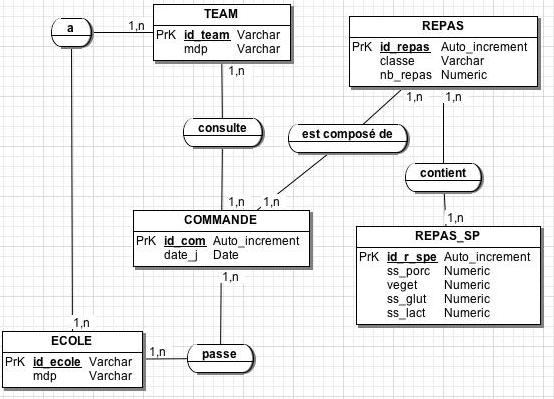 TEAM
PrK id_team Varchar
mdp Varchar
a
1,n
1,n
REPAS
PrK id_repas Auto_increment
classe Varchar
nb_repas Numeric
1,n
1,n
consulte
est composé de
contient
1,n
1,n
1,n
COMMANDE
PrK id_com Auto_increment
date_j Date
1,n
REPAS_SP
PrK id_r_spe Auto_increment
ss_porc Numeric
veget Numeric
ss_glut Numeric
ss_lact Numeric
1,n
ECOLE
PrK id_ecole Varchar
mdp Varchar
1,n
passe